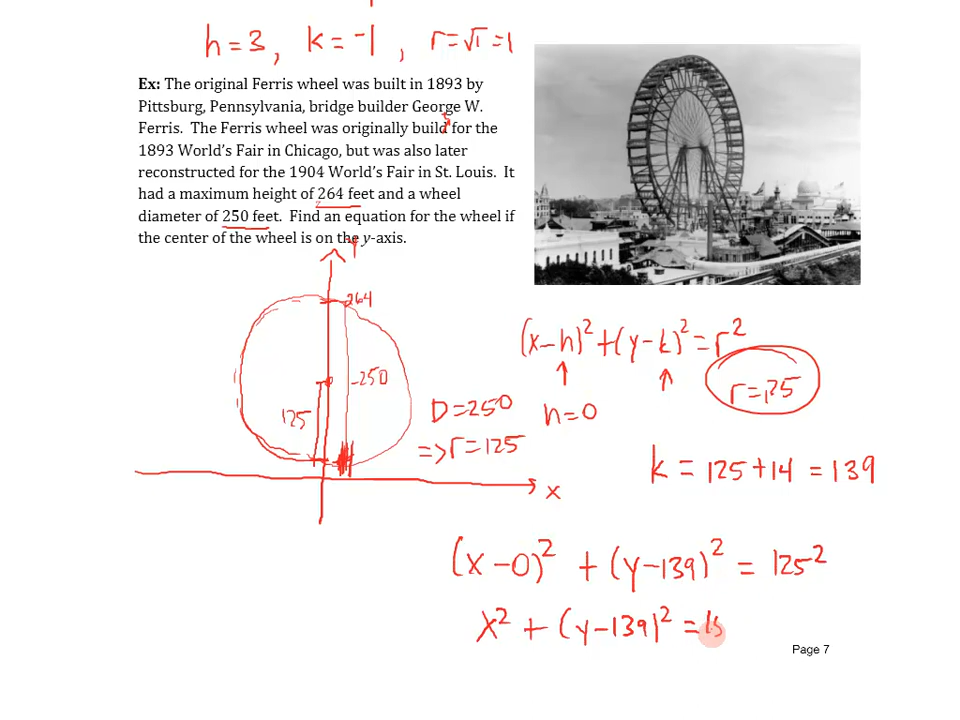 h = 3, k = -1, r = √1 = 1
Ex: The original Ferris wheel was built in 1893 by
Pittsburg, Pennsylvania, bridge builder George W.
Ferris. The Ferris wheel was originally build for the
1893 World's Fair in Chicago, but was also later
reconstructed for the 1904 World's Fair in St. Louis. It
had a maximum height of 264 feet and a wheel
diameter of 250 feet. Find an equation for the wheel if
the center of the wheel is on the y-axis.
y
264
250
125
x
D = 250
=> r = 125
(x-h)² + (y-k)² = r²
h = 0
r = 125
k = 125 + 14 = 139
(x-0)² + (y-139)² = 125²
x² + (y-139)² = 15
Page 7